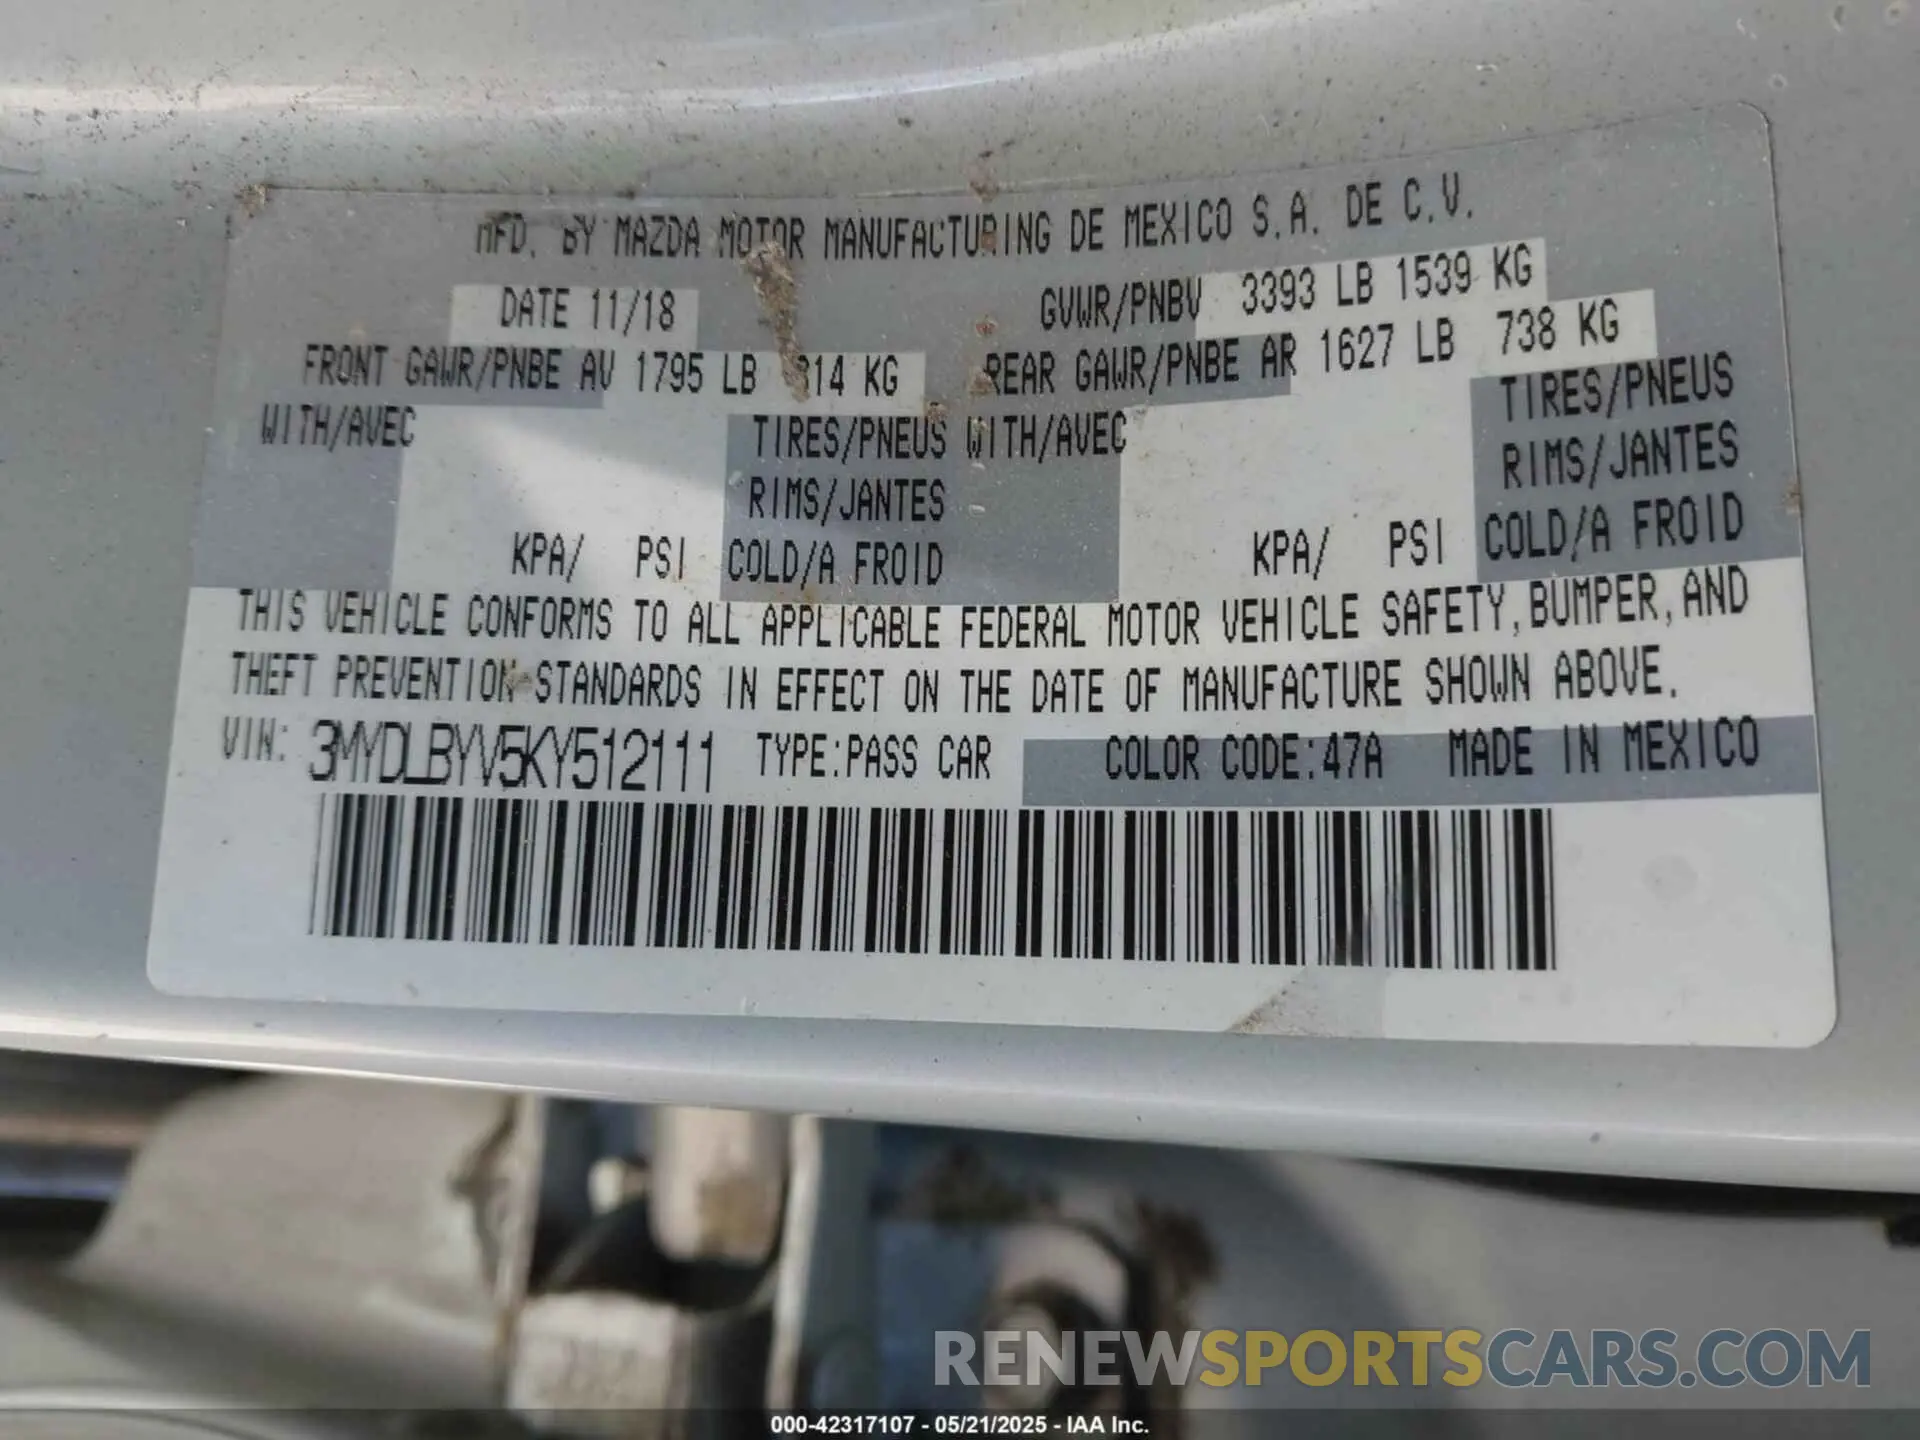 MFD. BY MAZDA MOTOR MANUFACTURING DE MEXICO S.A. DE C.V.
DATE 11/18 GVWR/PNBV 3393 LB 1539 KG
FRONT GAWR/PNBE AV 1795 LB 814 KG REAR GAWR/PNBE AR 1627 LB 738 KG
WITH/AVEC TIRES/PNEUS WITH/AVEC TIRES/PNEUS
RIMS/JANTES RIMS/JANTES
KPA/ PSI COLD/A FROID KPA/ PSI COLD/A FROID
THIS VEHICLE CONFORMS TO ALL APPLICABLE FEDERAL MOTOR VEHICLE SAFETY, BUMPER, AND
THEFT PREVENTION STANDARDS IN EFFECT ON THE DATE OF MANUFACTURE SHOWN ABOVE.
VIN: 3MYDLBYV5KY512111 TYPE:PASS CAR COLOR CODE:47A MADE IN MEXICO
RENEWSPORTSCARS.COM
000-42317107 - 05/21/2025 - IAA Inc.